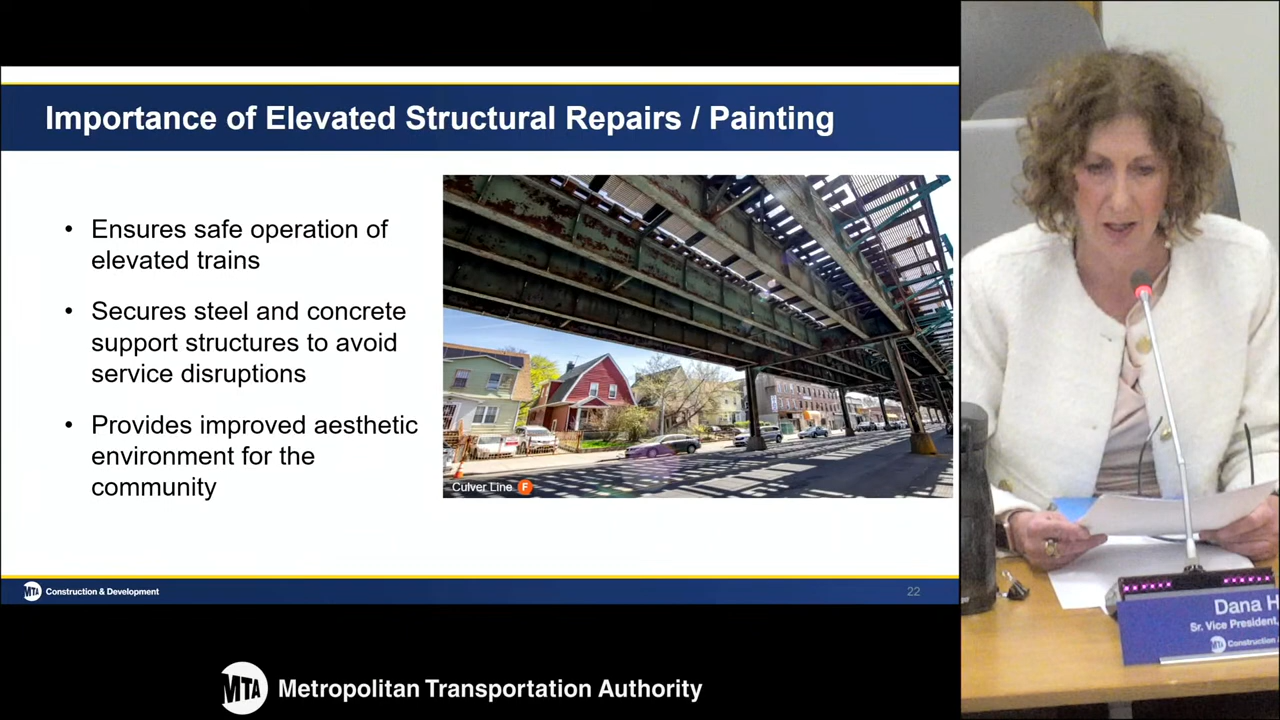 Importance of Elevated Structural Repairs / Painting
• Ensures safe operation of
elevated trains
• Secures steel and concrete
support structures to avoid
service disruptions
• Provides improved aesthetic
environment for the
community
Culver Line F
MTA Construction & Development
22
MTA Metropolitan Transportation Authority
Dana H
Sr. Vice President,
MTA Construction